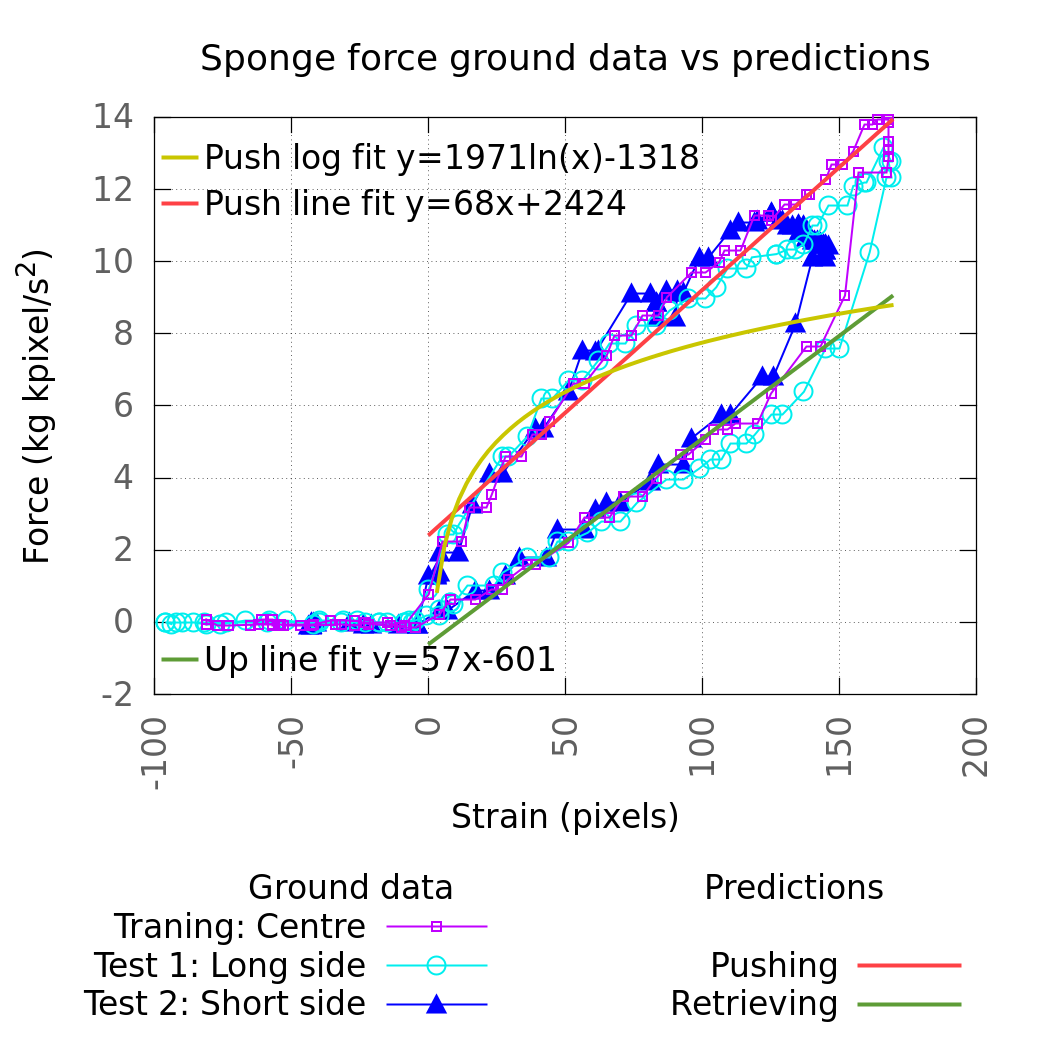 Sponge force ground data vs predictions
14
12
10
8
6
4
2
0
-2
Force (kg kpixel/s²)
Push log fit y=1971ln(x)-1318
Push line fit y=68x+2424
Up line fit y=57x-601
-100
-50
0
50
100
150
200
Strain (pixels)
Ground data
Traning: Centre
Test 1: Long side
Test 2: Short side
Predictions
Pushing
Retrieving